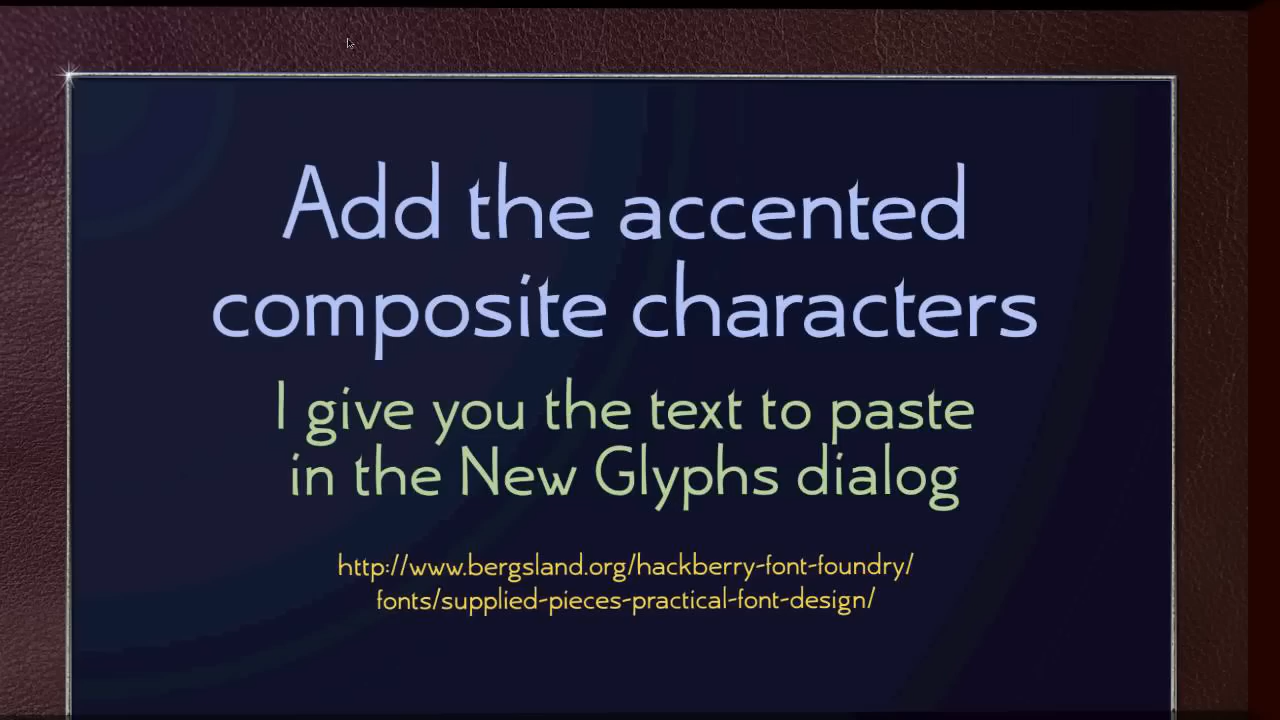 Add the accented
composite characters
I give you the text to paste
in the New Glyphs dialog
http://www.bergsland.org/hackberry-font-foundry/
fonts/supplied-pieces-practical-font-design/